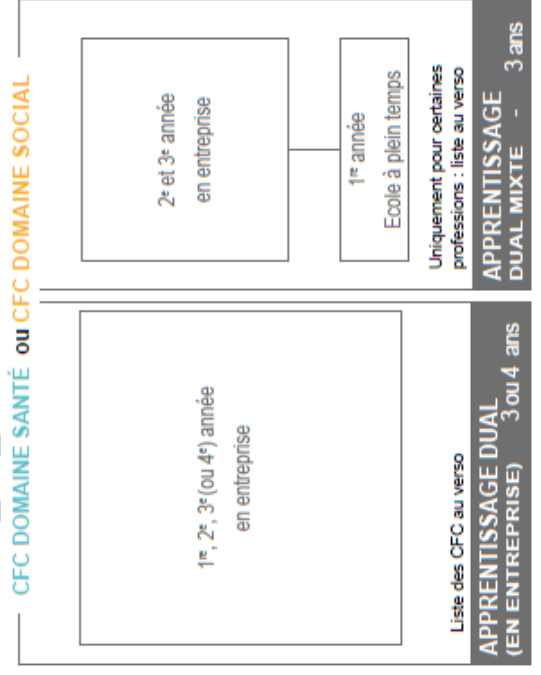 CFC DOMAINE SANTÉ ou CFC DOMAINE SOCIAL
1re, 2e, 3e (ou 4e) année
en entreprise
Liste des CFC au verso
APPRENTISSAGE DUAL
(EN ENTREPRISE) 3 ou 4 ans
2e et 3e année
en entreprise
1re année
Ecole à plein temps
Uniquement pour certaines
professions : liste au verso
APPRENTISSAGE
DUAL MIXTE - 3 ans